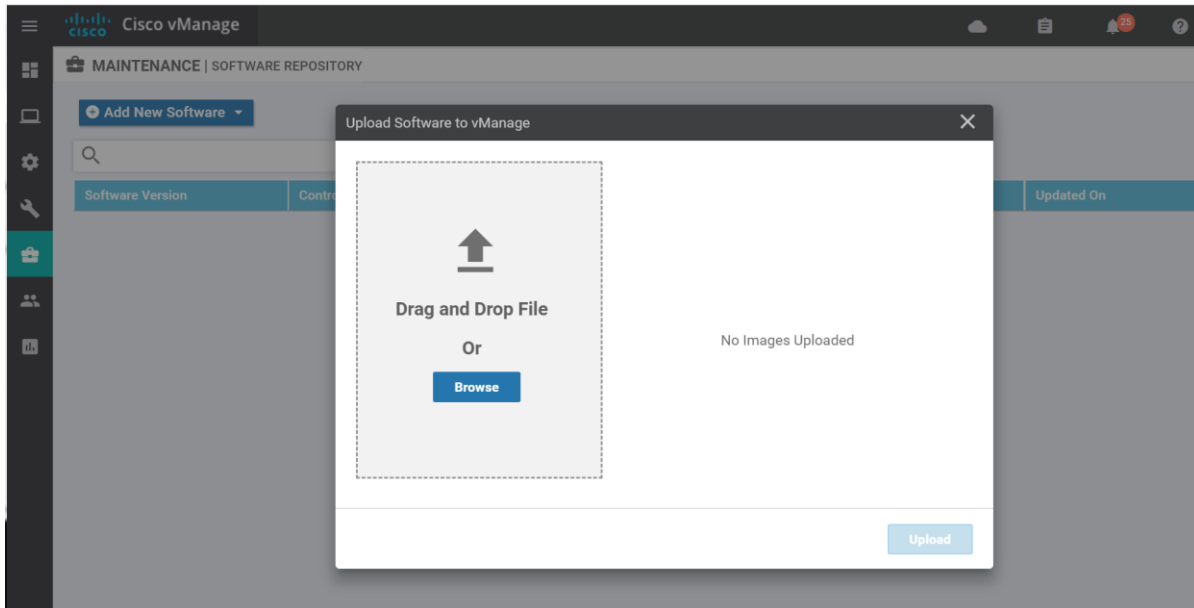 cisco Cisco vManage 25
MAINTENANCE | SOFTWARE REPOSITORY
Add New Software
Upload Software to vManage
Software Version Contro Updated On
Drag and Drop File
Or
Browse
No Images Uploaded
Upload